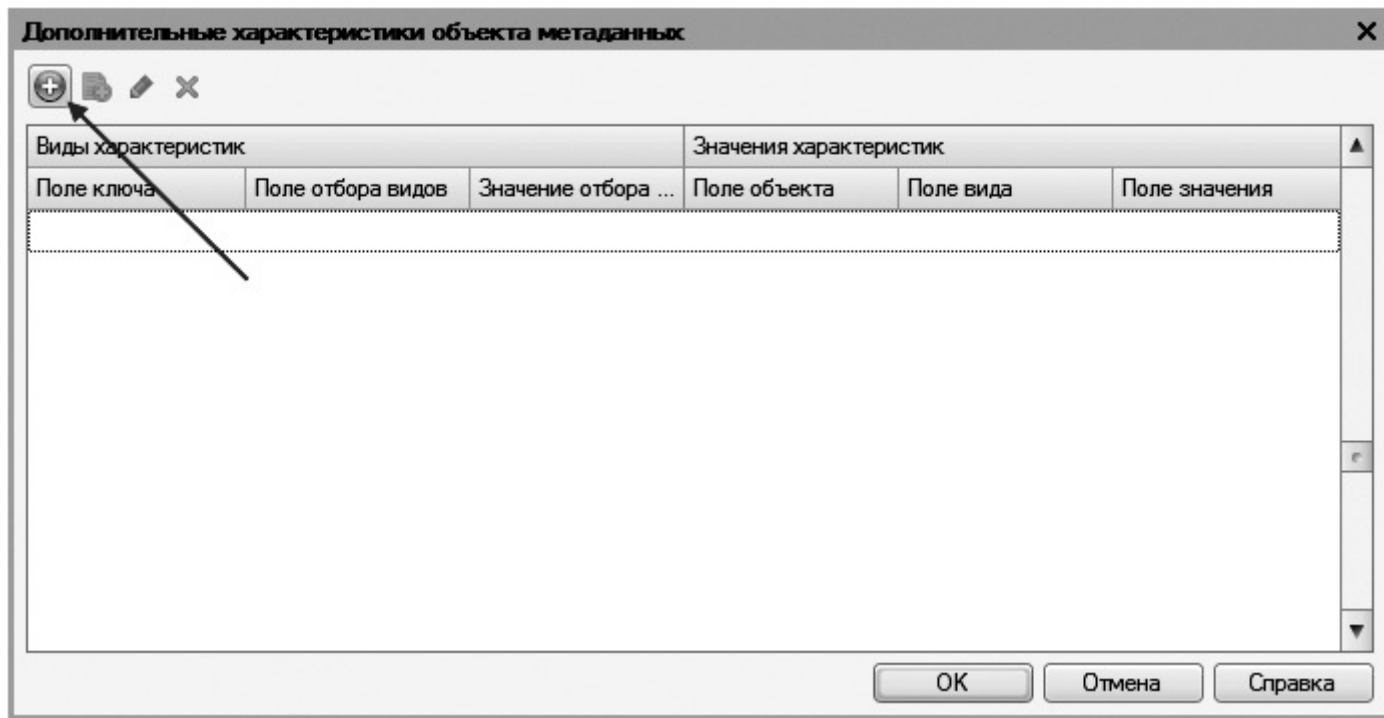 Дополнительные характеристики объекта метаданных
Виды характеристик Значения характеристик
Поле ключа Поле отбора видов Значение отбора ... Поле объекта Поле вида Поле значения
OK Отмена Справка